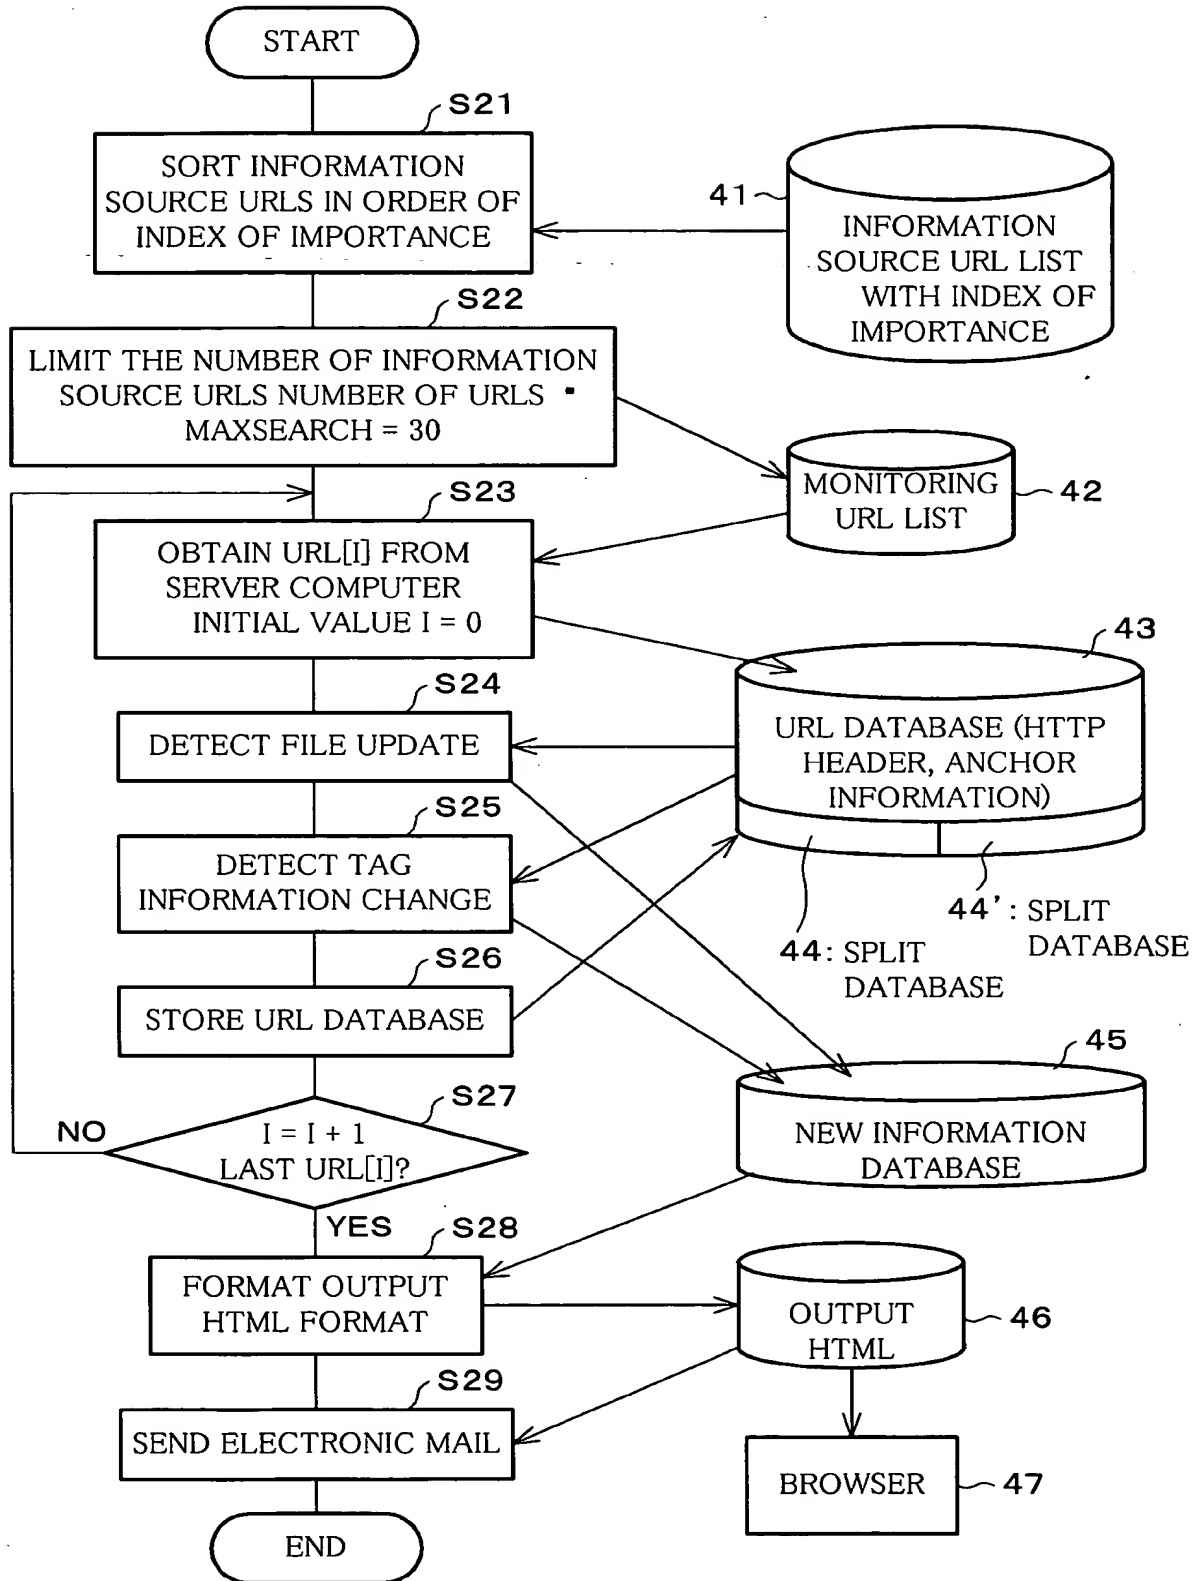 START
S21
SORT INFORMATION
SOURCE URLS IN ORDER OF
INDEX OF IMPORTANCE
41
INFORMATION
SOURCE URL LIST
WITH INDEX OF
IMPORTANCE
S22
LIMIT THE NUMBER OF INFORMATION
SOURCE URLS NUMBER OF URLS
MAXSEARCH = 30
MONITORING
URL LIST
42
S23
OBTAIN URL[I] FROM
SERVER COMPUTER
INITIAL VALUE I = 0
43
URL DATABASE (HTTP
HEADER, ANCHOR
INFORMATION)
S24
DETECT FILE UPDATE
S25
DETECT TAG
INFORMATION CHANGE
44': SPLIT
DATABASE
44: SPLIT
DATABASE
S26
STORE URL DATABASE
45
NEW INFORMATION
DATABASE
S27
NO
I = I + 1
LAST URL[I]?
YES
S28
FORMAT OUTPUT
HTML FORMAT
OUTPUT
HTML
46
S29
SEND ELECTRONIC MAIL
BROWSER
47
END